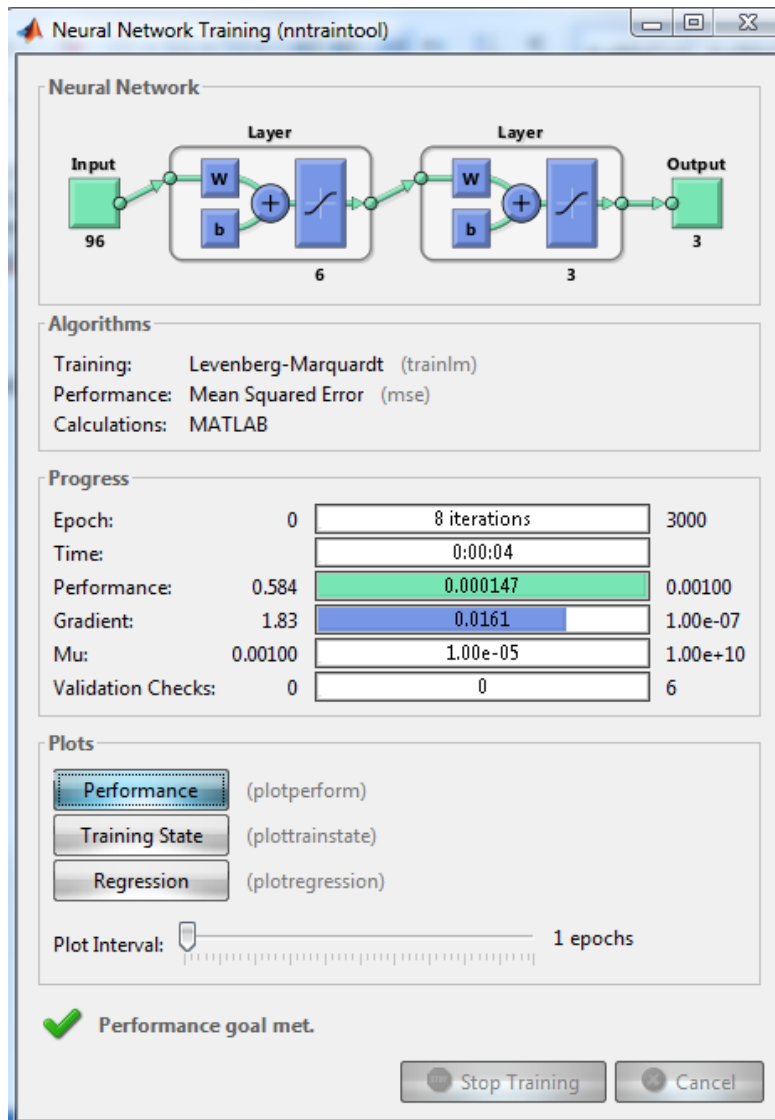 Neural Network Training (nntraintool)
Neural Network
Layer Layer
Input Output
W W
+ +
b b
96 3
6 3
Algorithms
Training: Levenberg-Marquardt (trainlm)
Performance: Mean Squared Error (mse)
Calculations: MATLAB
Progress
Epoch: 0 8 iterations 3000
Time: 0:00:04
Performance: 0.584 0.000147 0.00100
Gradient: 1.83 0.0161 1.00e-07
Mu: 0.00100 1.00e-05 1.00e+10
Validation Checks: 0 0 6
Plots
Performance (plotperform)
Training State (plottrainstate)
Regression (plotregression)
Plot Interval: 1 epochs
Performance goal met.
Stop Training Cancel